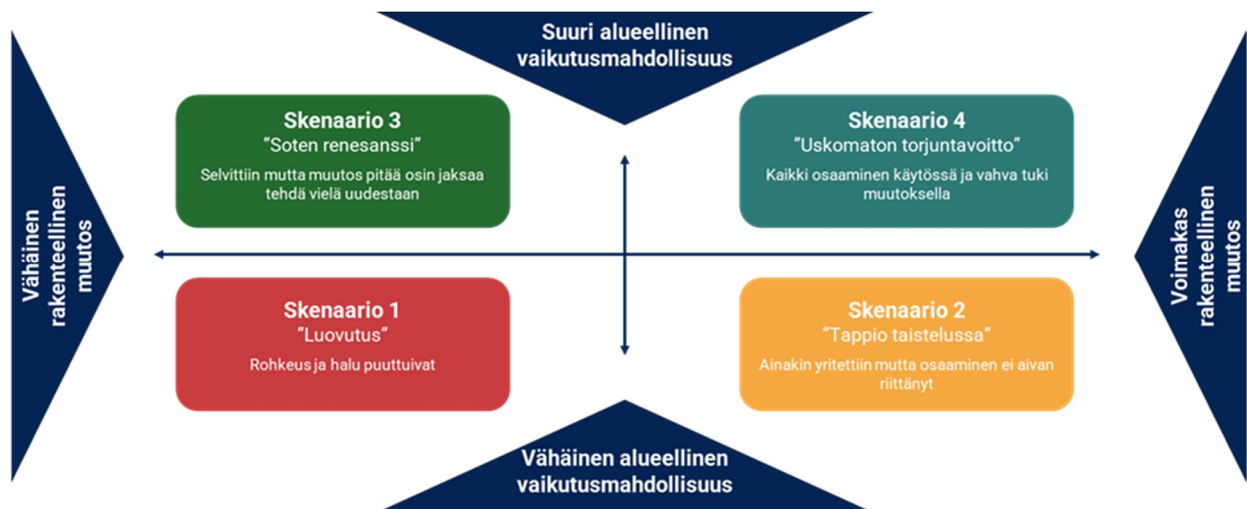 Suuri alueellinen
vaikutusmahdollisuus
Vähäinen
rakenteellinen
muutos
Skenaario 3
”Soten renesanssi”
Selvittiin mutta muutos pitää osin jaksaa
tehdä vielä uudestaan
Skenaario 4
”Uskomaton torjuntavoitto”
Kaikki osaaminen käytössä ja vahva tuki
muutoksella
Voimakas
rakenteellinen
muutos
Skenaario 1
”Luovutus”
Rohkeus ja halu puuttuivat
Skenaario 2
”Tappio taistelussa”
Ainakin yritettiin mutta osaaminen ei aivan
riittänyt
Vähäinen alueellinen
vaikutusmahdollisuus